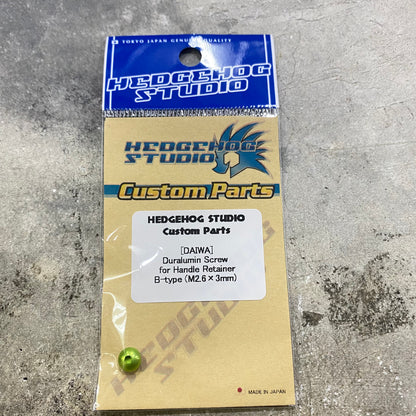 TOKYO JAPAN GENUINE QUALITY
HEDGEHOG
STUDIO
HEDGEHOG
STUDIO
Custom Parts
HEDGEHOG STUDIO
Custom Parts
[DAIWA]
Duralumin Screw
for Handle Retainer
B-type (M2.6×3mm)
HEDGEHOG
STUDIO
MADE IN JAPAN